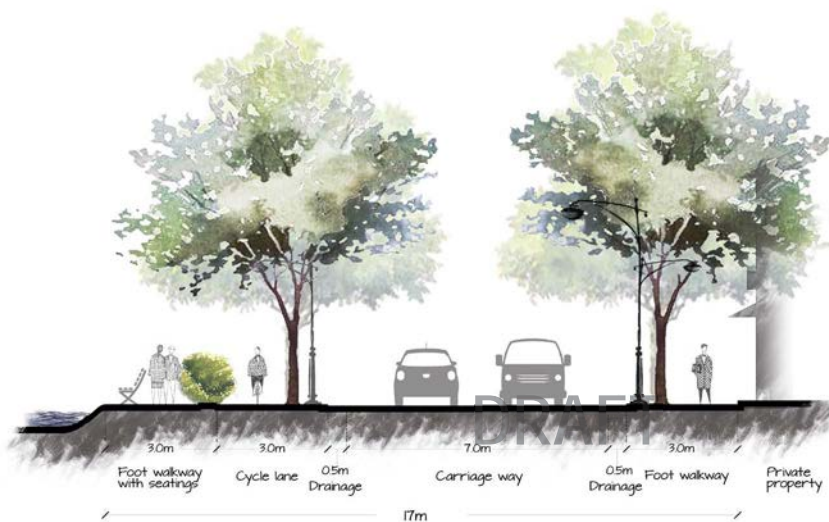 DRAFT
3.0m
3.0m
7.0m
3.0m
Foot walkway
with seatings
Cycle lane
0.5m
Drainage
Carriage way
0.5m
Drainage
Foot walkway
Private
property
17m